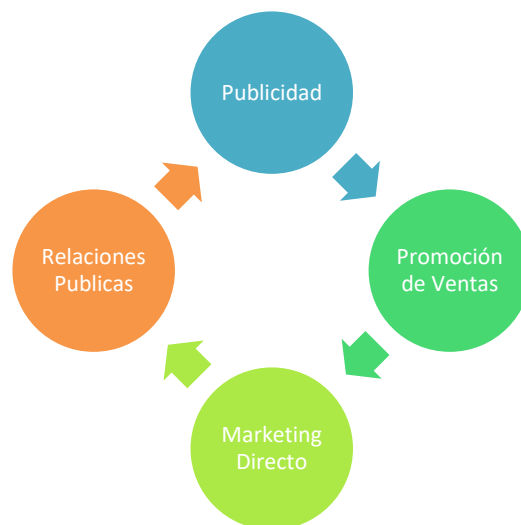 Publicidad
Relaciones
Publicas
Promoción
de Ventas
Marketing
Directo